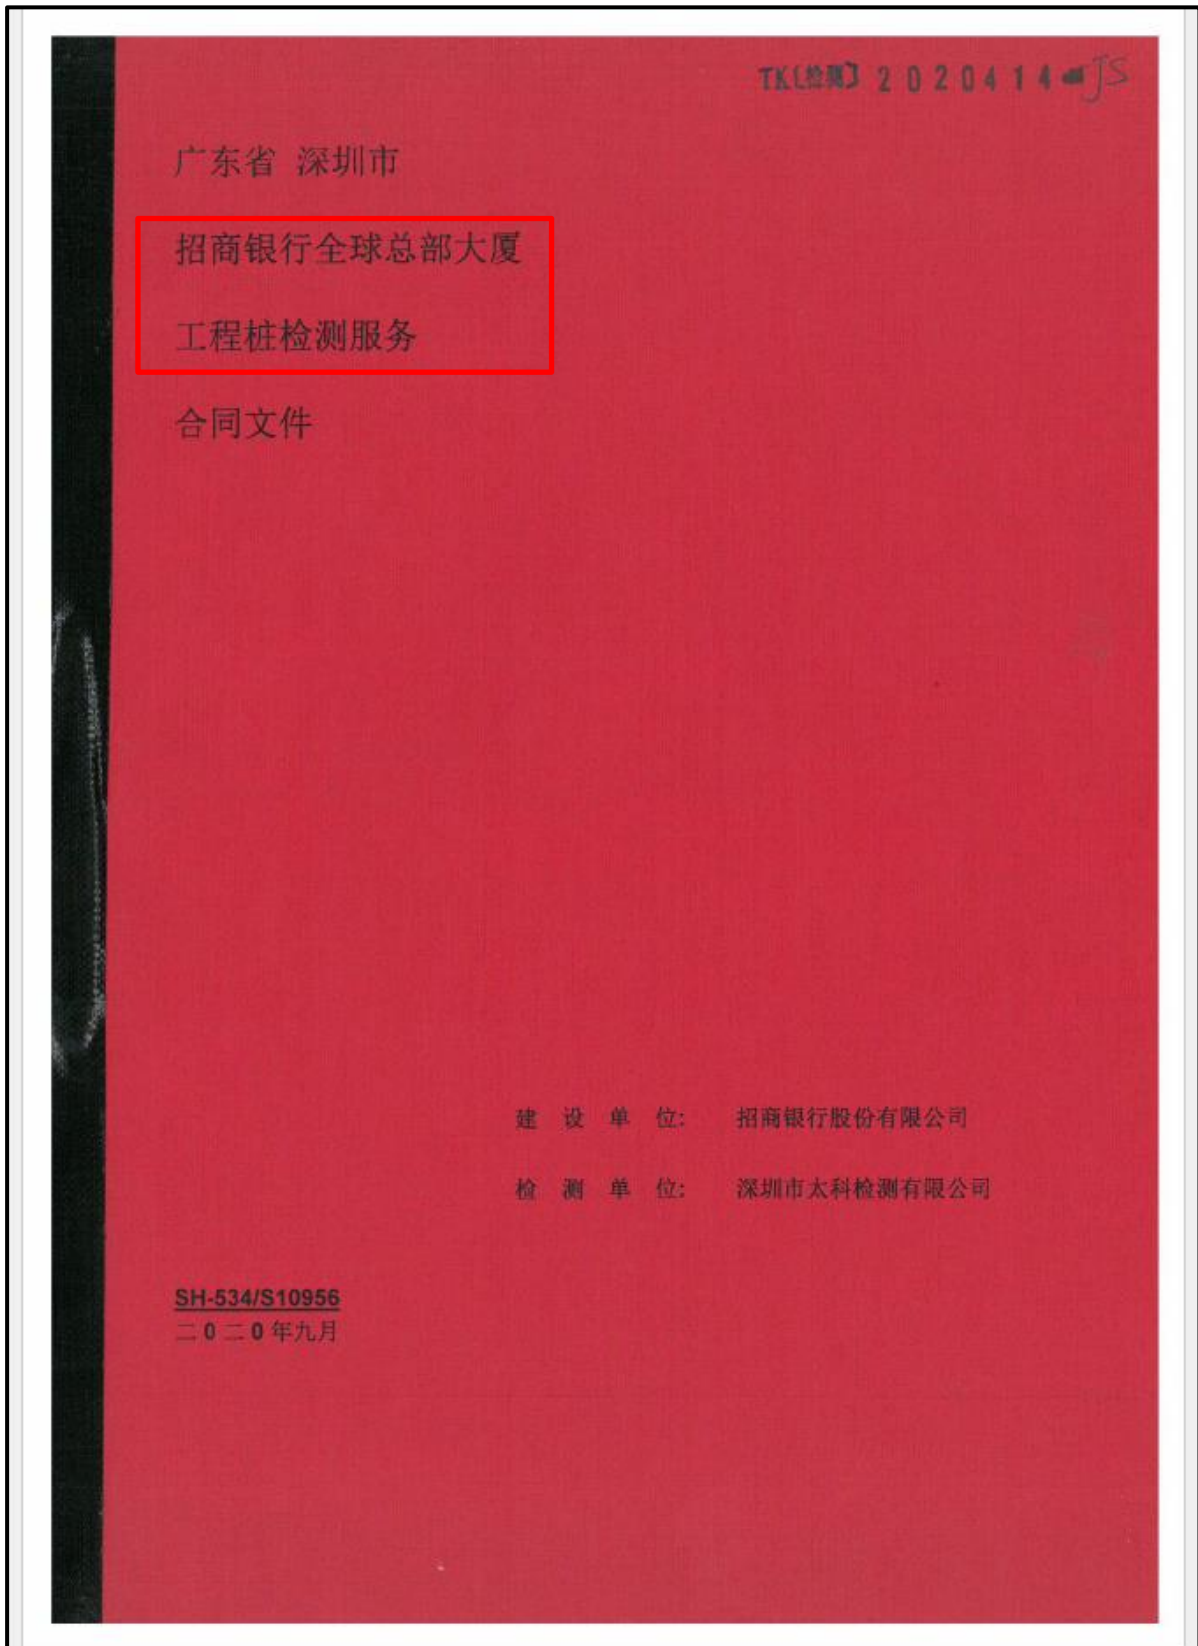 TK〔检测〕2020414-JS
广东省 深圳市
招商银行全球总部大厦
工程桩检测服务
合同文件
建 设 单 位: 招商银行股份有限公司
检 测 单 位: 深圳市太科检测有限公司
SH-534/S10956
二0二0年九月